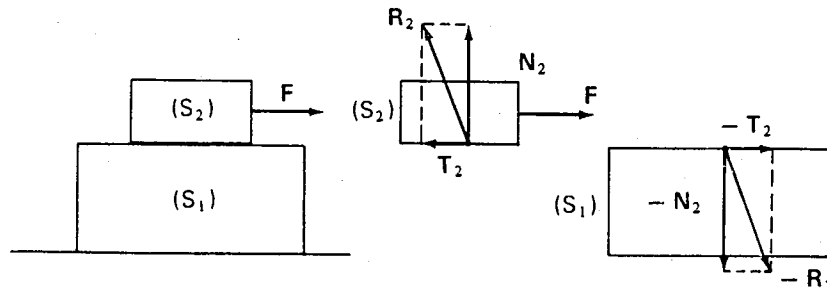 (S₂)
F
(S₁)
R₂
N₂
(S₂)
F
T₂
− T₂
(S₁)
− N₂
− R